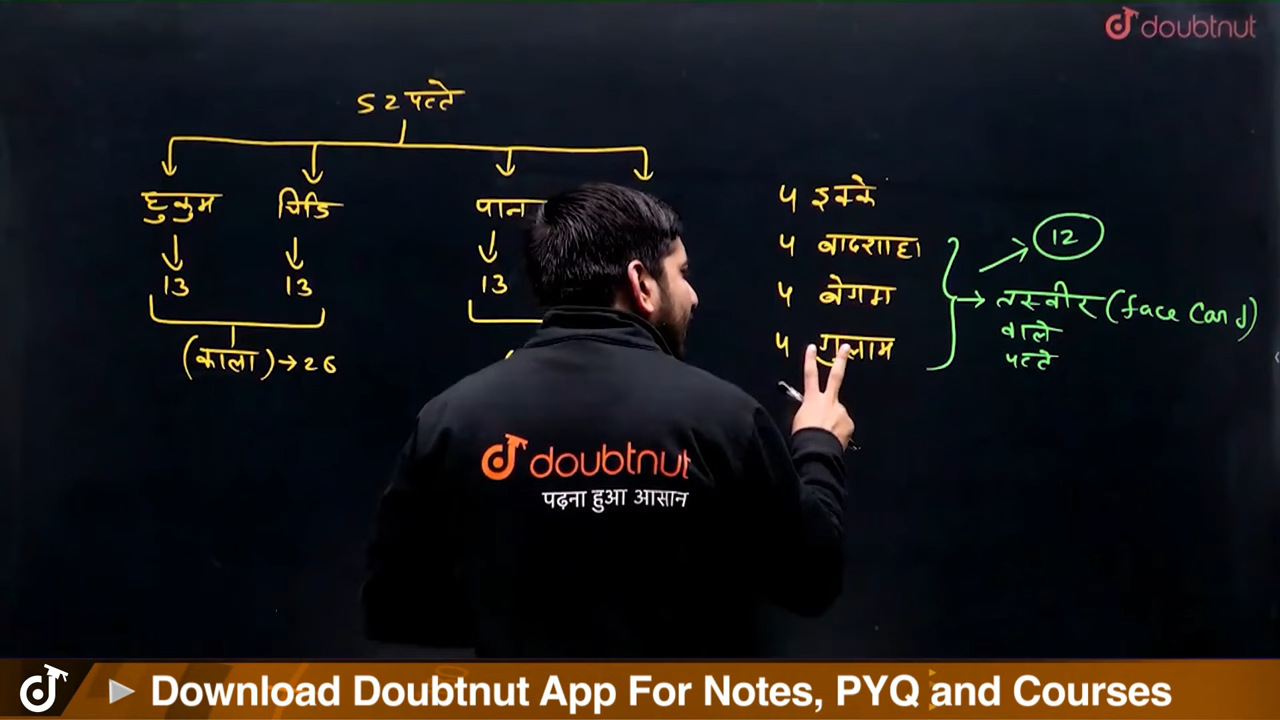 doubtnut
52 पत्ते
हुकुम चिड़ि पान
13 13 13
(काला) → 26
4 इक्के
4 बादशाह
4 बेगम
4 गुलाम
12
तस्वीर (face Card)
वाले
पत्ते
doubtnut
पढ़ना हुआ आसान
Download Doubtnut App For Notes, PYQ and Courses